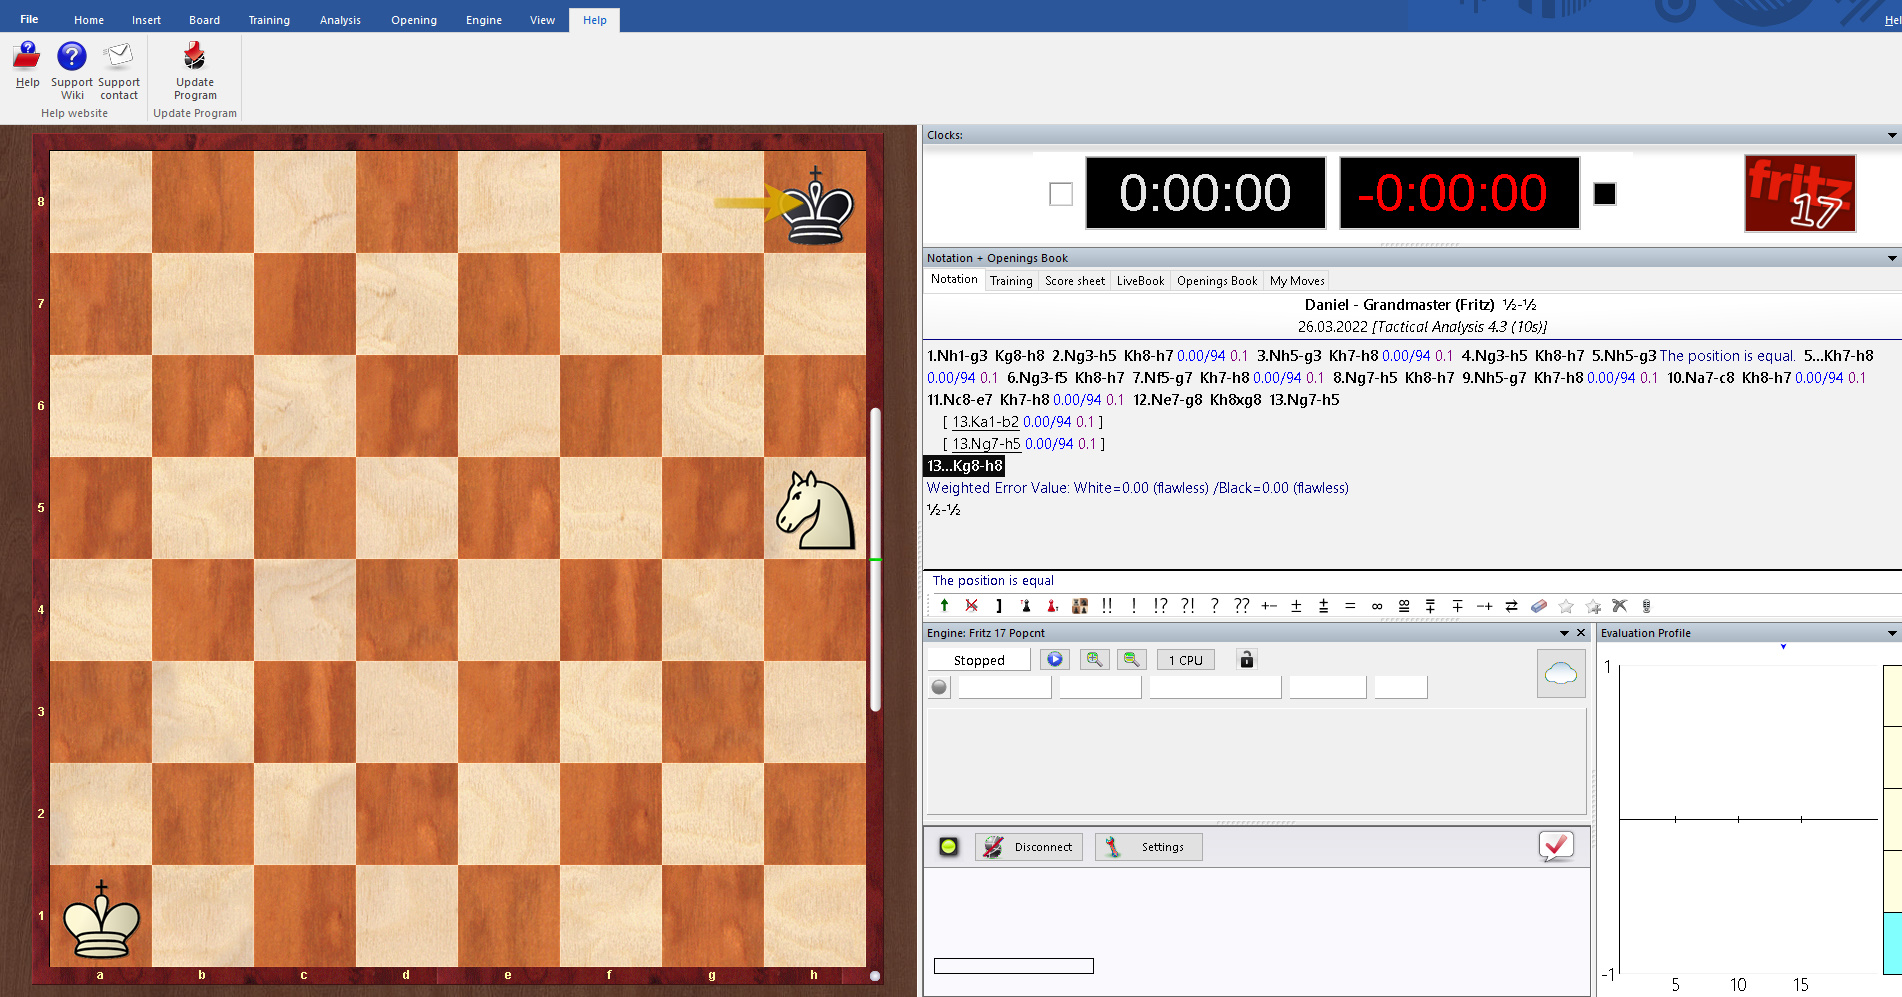 File Home Insert Board Training Analysis Opening Engine View Help
Help Support Wiki Support contact Update Program
Help website Update Program
Clocks:
0:00:00 -0:00:00
fritz 17
Notation + Openings Book
Notation Training Score sheet LiveBook Openings Book My Moves
Daniel - Grandmaster (Fritz) ½-½
26.03.2022 [Tactical Analysis 4.3 (10s)]
1.Nh1-g3 Kg8-h8 2.Ng3-h5 Kh8-h7 0.00/94 0.1 3.Nh5-g3 Kh7-h8 0.00/94 0.1 4.Ng3-h5 Kh8-h7 5.Nh5-g3 The position is equal. 5...Kh7-h8
0.00/94 0.1 6.Ng3-f5 Kh8-h7 7.Nf5-g7 Kh7-h8 0.00/94 0.1 8.Ng7-h5 Kh8-h7 9.Nh5-g7 Kh7-h8 0.00/94 0.1 10.Na7-c8 Kh8-h7 0.00/94 0.1
11.Nc8-e7 Kh7-h8 0.00/94 0.1 12.Ne7-g8 Kh8xg8 13.Ng7-h5
[ 13.Ka1-b2 0.00/94 0.1 ]
[ 13.Ng7-h5 0.00/94 0.1 ]
13...Kg8-h8
Weighted Error Value: White=0.00 (flawless) /Black=0.00 (flawless)
½-½
The position is equal
] !! ! !? ?! ? ?? +- ± ⩲ = ∞ ⩱ ∓ -+ ⇄
Engine: Fritz 17 Popcnt
Stopped 1 CPU
Disconnect Settings
Evaluation Profile
1
-1
5 10 15
8
7
6
5
4
3
2
1
a b c d e f g h